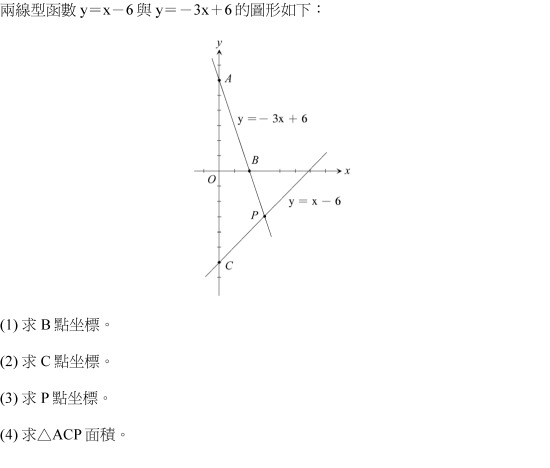 兩線型函數 y＝x－6 與 y＝－3x＋6 的圖形如下：
y
A
y = − 3x + 6
B
x
O
P
y = x − 6
C
(1) 求 B 點坐標。
(2) 求 C 點坐標。
(3) 求 P 點坐標。
(4) 求△ACP 面積。